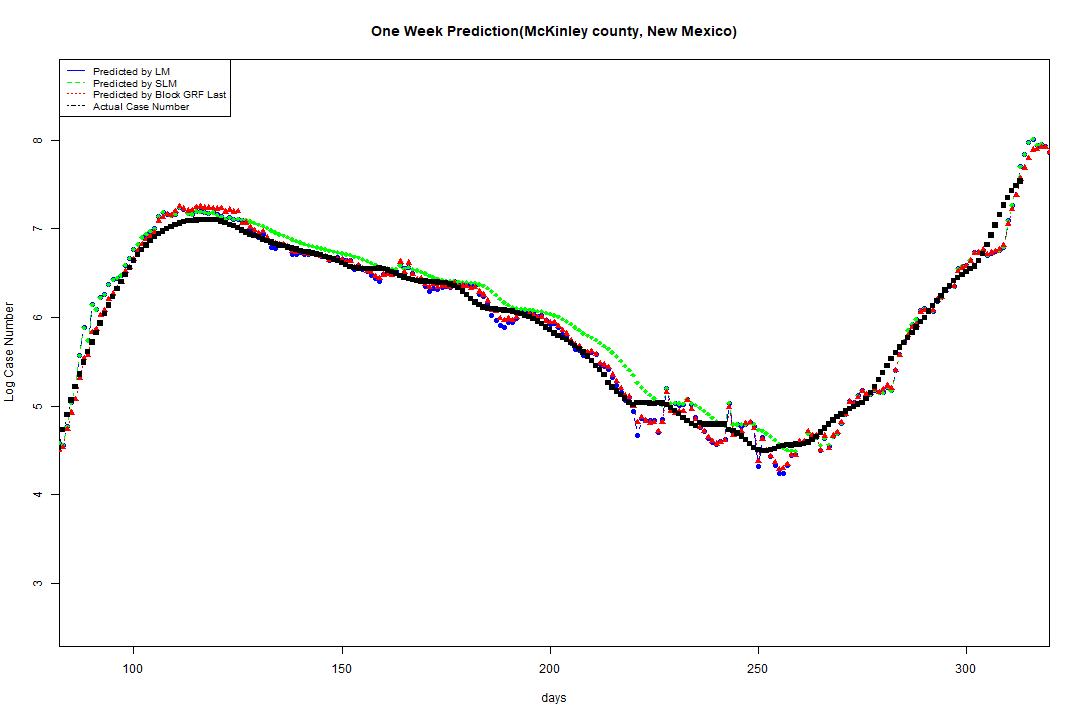 One Week Prediction(McKinley county, New Mexico)
Predicted by LM
Predicted by SLM
Predicted by Block GRF Last
Actual Case Number
8
7
6
5
4
3
Log Case Number
100 150 200 250 300
days